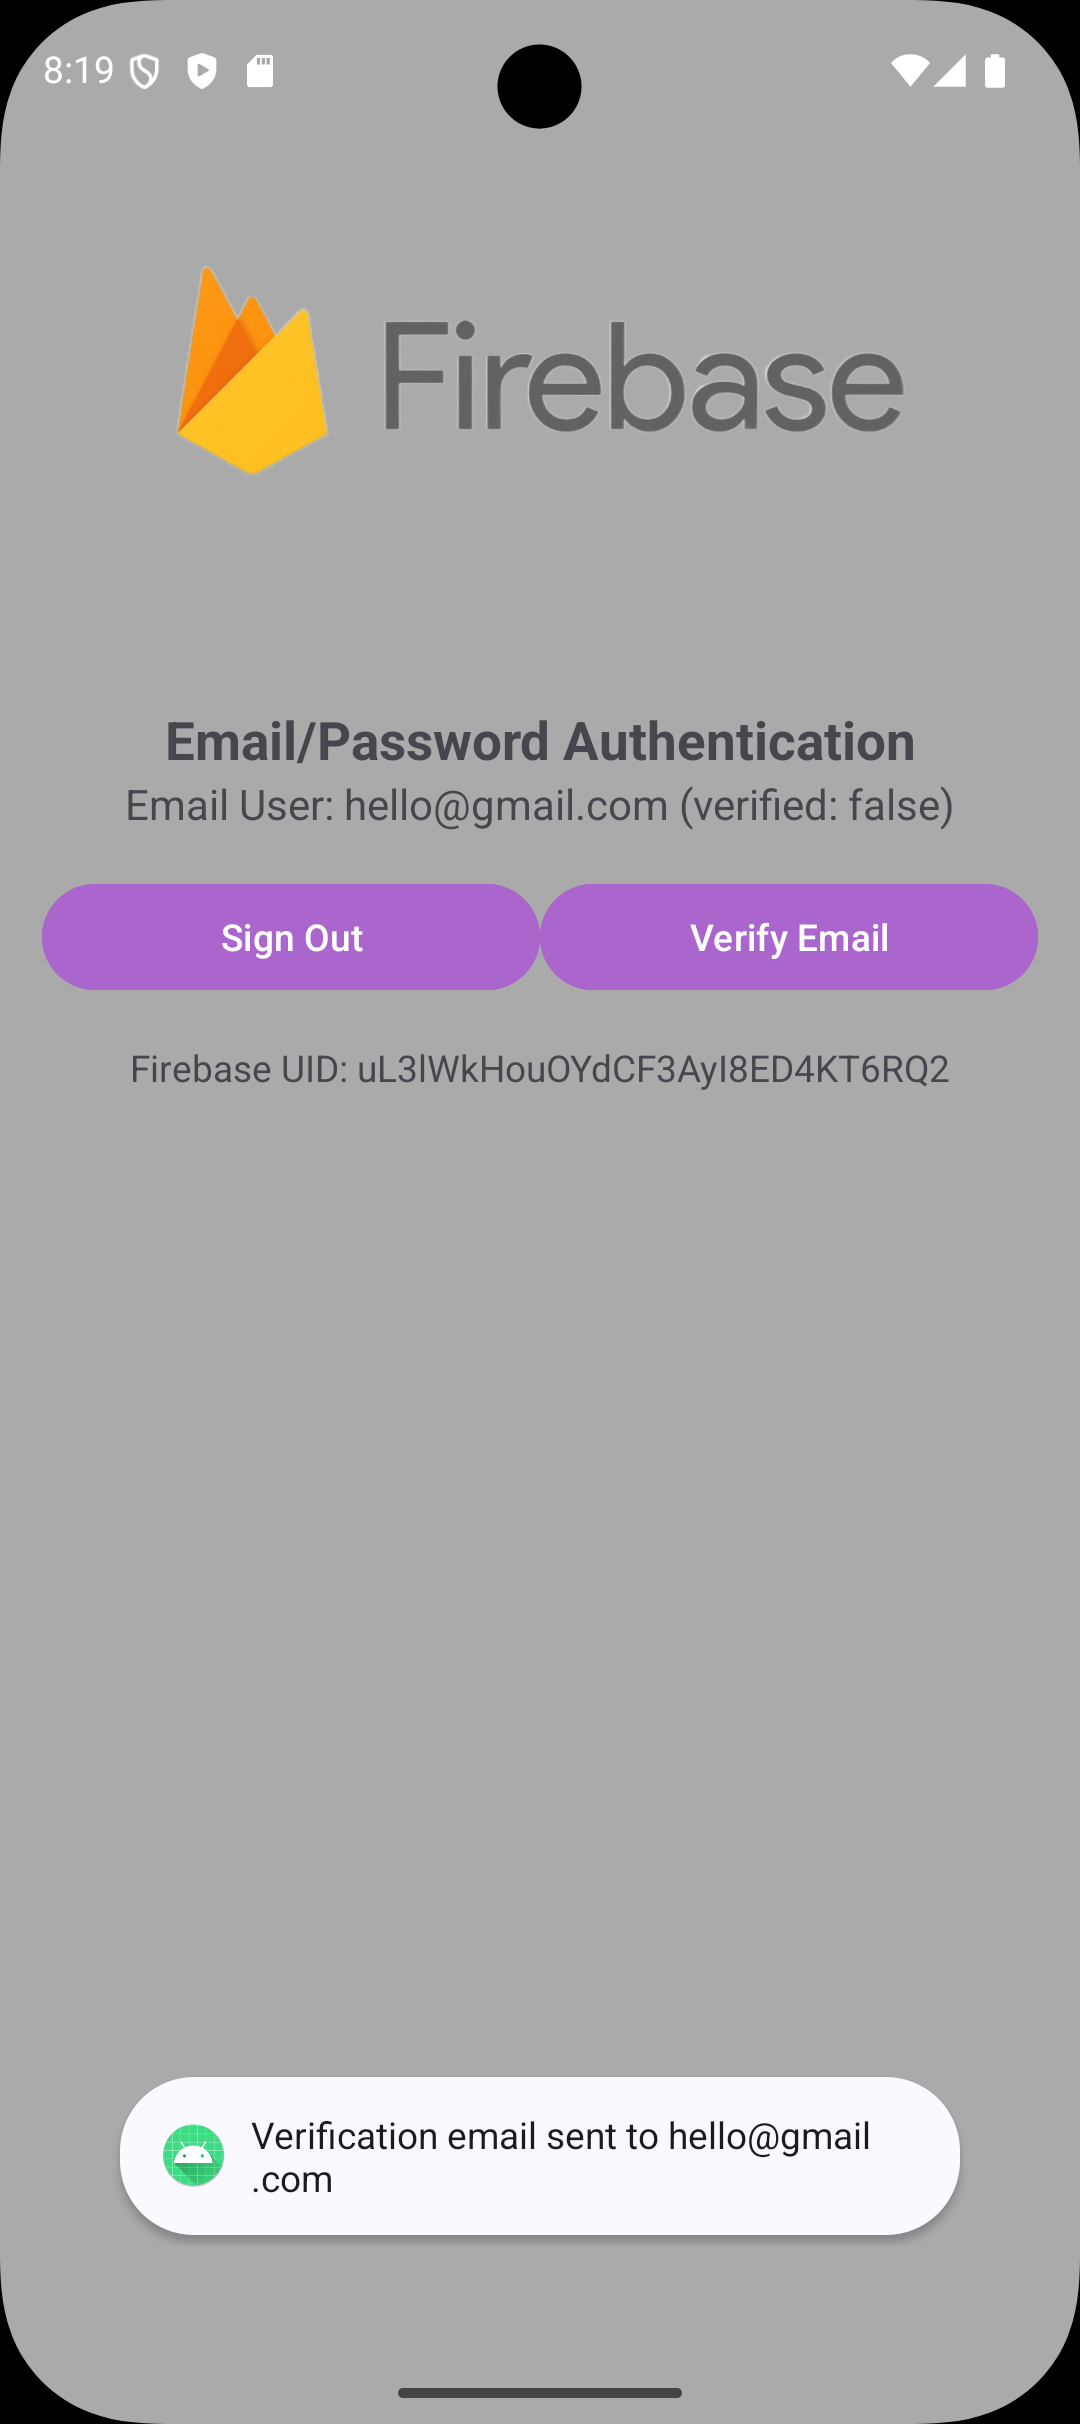 8:19
Firebase
Email/Password Authentication
Email User: hello@gmail.com (verified: false)
Sign Out
Verify Email
Firebase UID: uL3lWkHouOYdCF3AyI8ED4KT6RQ2
Verification email sent to hello@gmail
.com